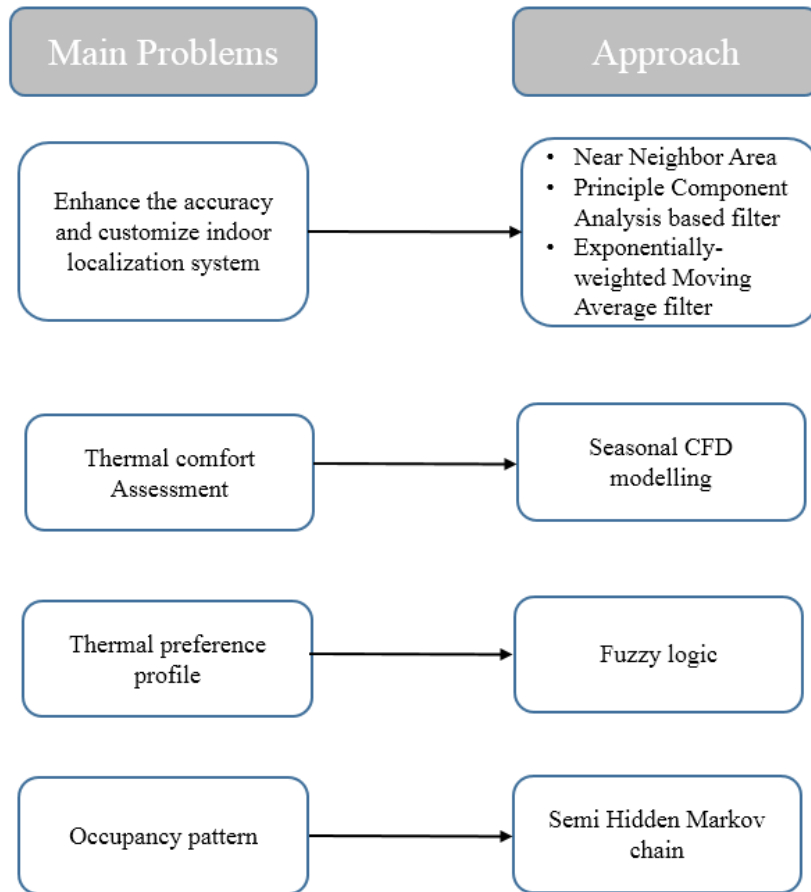 Main Problems
Approach
Enhance the accuracy
and customize indoor
localization system
• Near Neighbor Area
• Principle Component
Analysis based filter
• Exponentially-
weighted Moving
Average filter
Thermal comfort
Assessment
Seasonal CFD
modelling
Thermal preference
profile
Fuzzy logic
Occupancy pattern
Semi Hidden Markov
chain